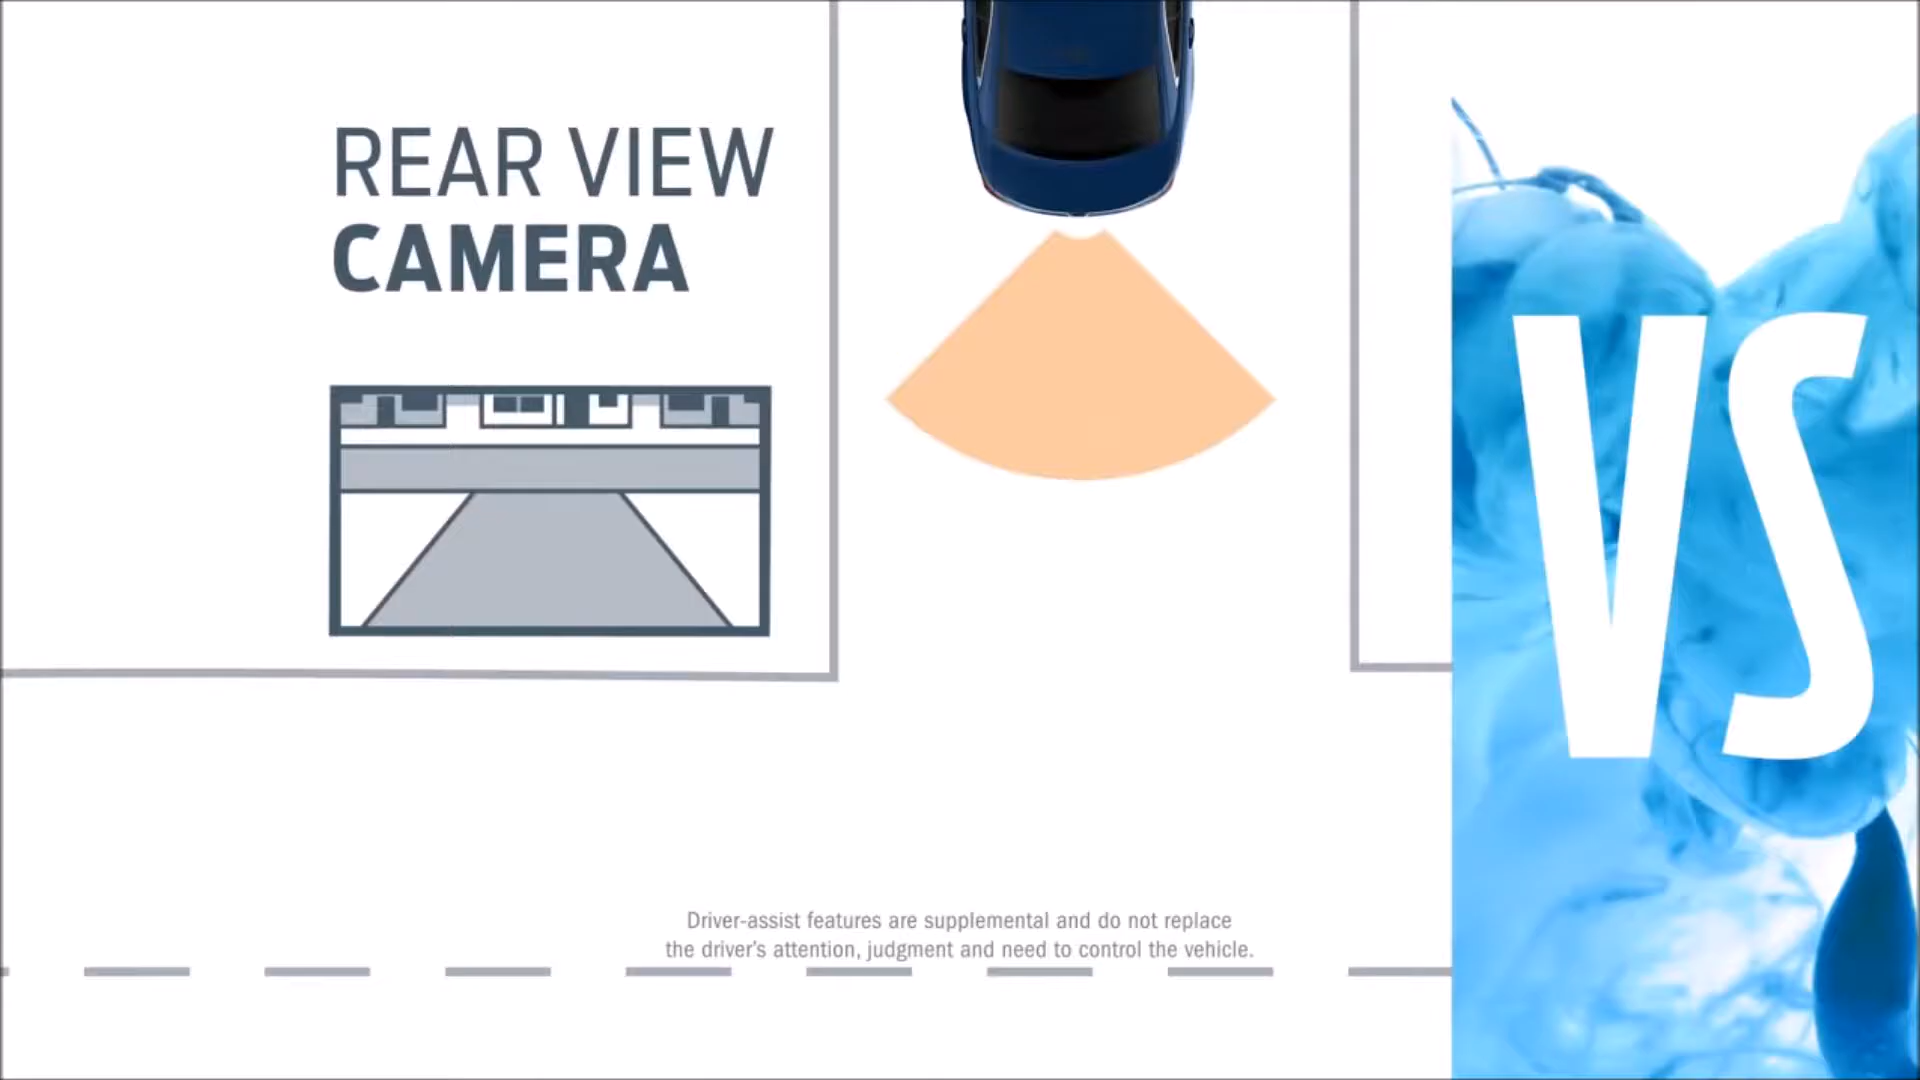 REAR VIEW
CAMERA
VS
Driver-assist features are supplemental and do not replace
the driver's attention, judgment and need to control the vehicle.